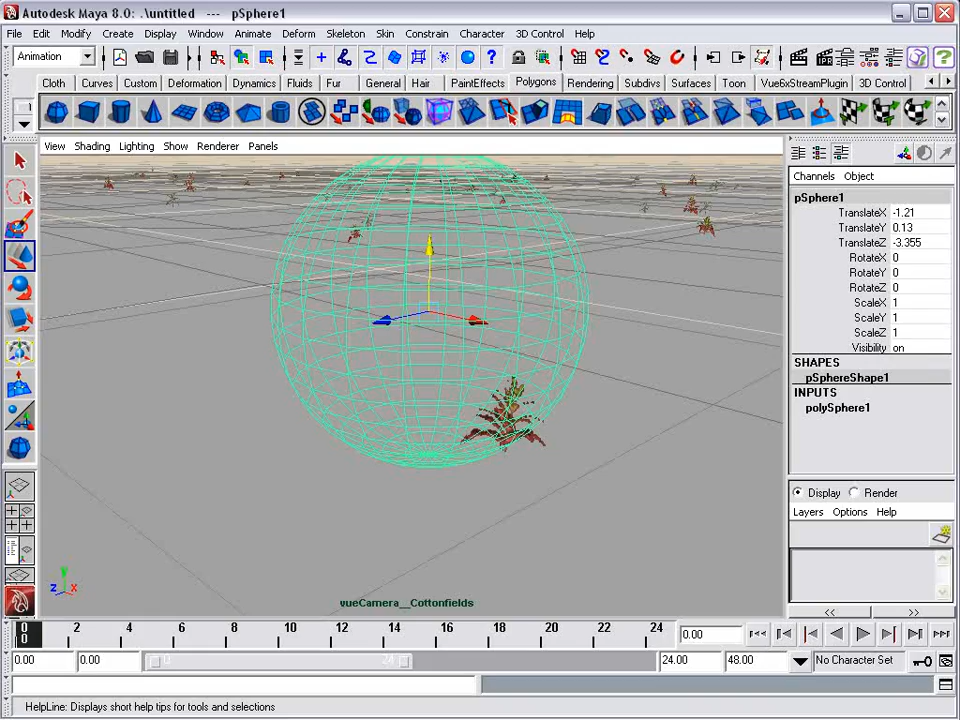 Autodesk Maya 8.0: .\untitled --- pSphere1
File Edit Modify Create Display Window Animate Deform Skeleton Skin Constrain Character 3D Control Help
Animation
Cloth Curves Custom Deformation Dynamics Fluids Fur General Hair PaintEffects Polygons Rendering Subdivs Surfaces Toon Vue6xStreamPlugin 3D Control
View Shading Lighting Show Renderer Panels
Channels Object
pSphere1
TranslateX -1.21
TranslateY 0.13
TranslateZ -3.355
RotateX 0
RotateY 0
RotateZ 0
ScaleX 1
ScaleY 1
ScaleZ 1
Visibility on
SHAPES
pSphereShape1
INPUTS
polySphere1
Display Render
Layers Options Help
Y
Z X
vueCamera__Cottonfields
<< >>
0 2 4 6 8 10 12 14 16 18 20 22 24
0 0.00
0.00 0.00 0 24 24.00 48.00 No Character Set
HelpLine: Displays short help tips for tools and selections